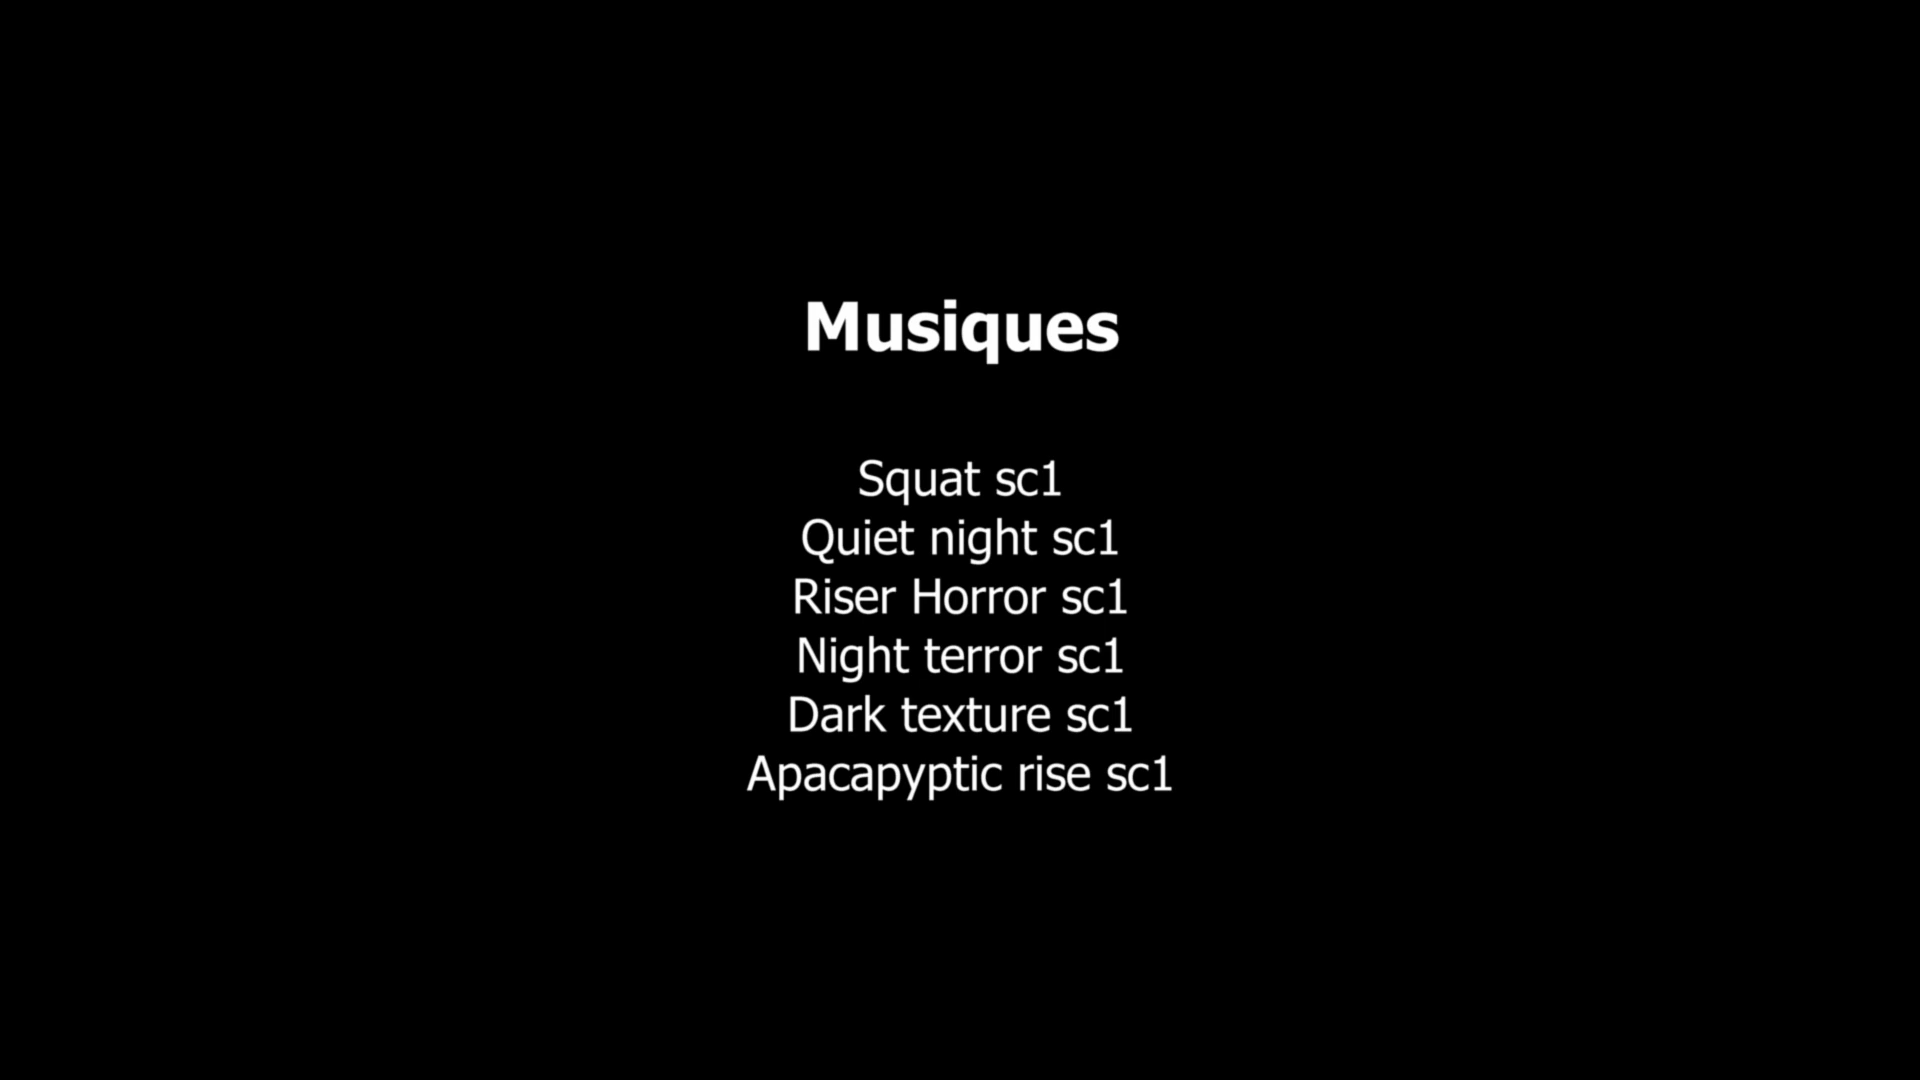 Musiques
Squat sc1
Quiet night sc1
Riser Horror sc1
Night terror sc1
Dark texture sc1
Apacapyptic rise sc1